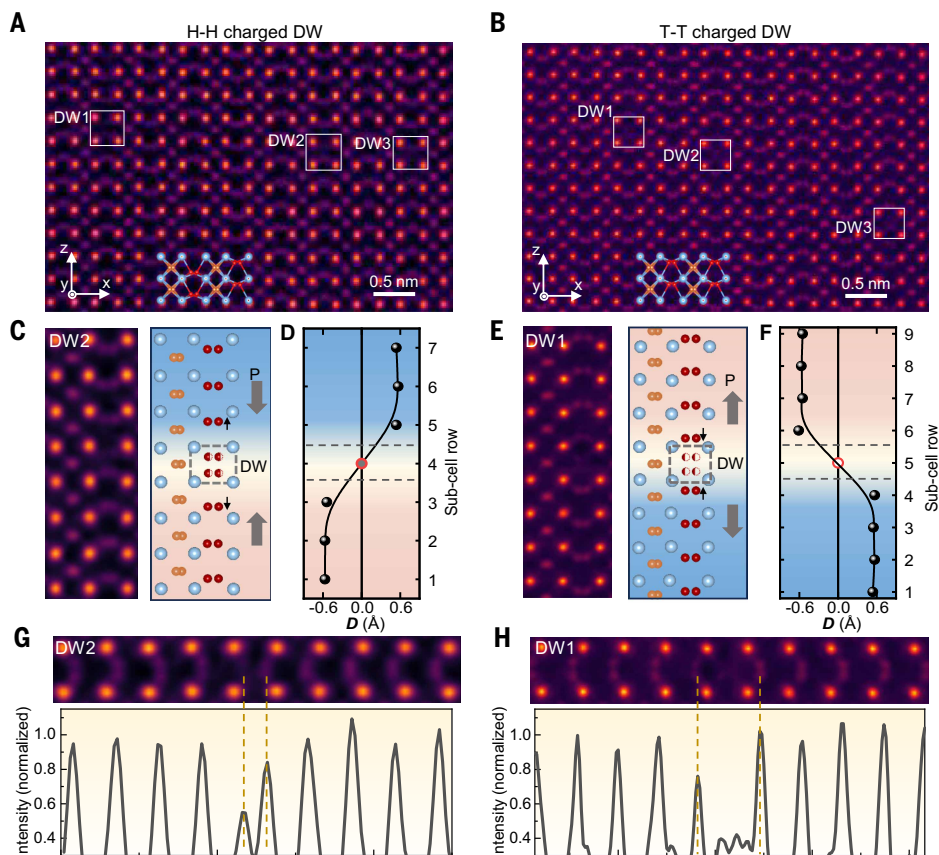 A
H-H charged DW
DW1
DW2
DW3
z
y
x
0.5 nm
B
T-T charged DW
DW1
DW2
DW3
z
y
x
0.5 nm
C
DW2
P
DW
D
7
6
5
4
3
2
1
Sub-cell row
-0.6 0.0 0.6
D (Å)
E
DW1
P
DW
F
9
8
7
6
5
4
3
2
1
Sub-cell row
-0.6 0.0 0.6
D (Å)
G
DW2
1.0
0.8
0.6
0.4
ntensity (normalized)
H
DW1
1.0
0.8
0.6
0.4
ntensity (normalized)